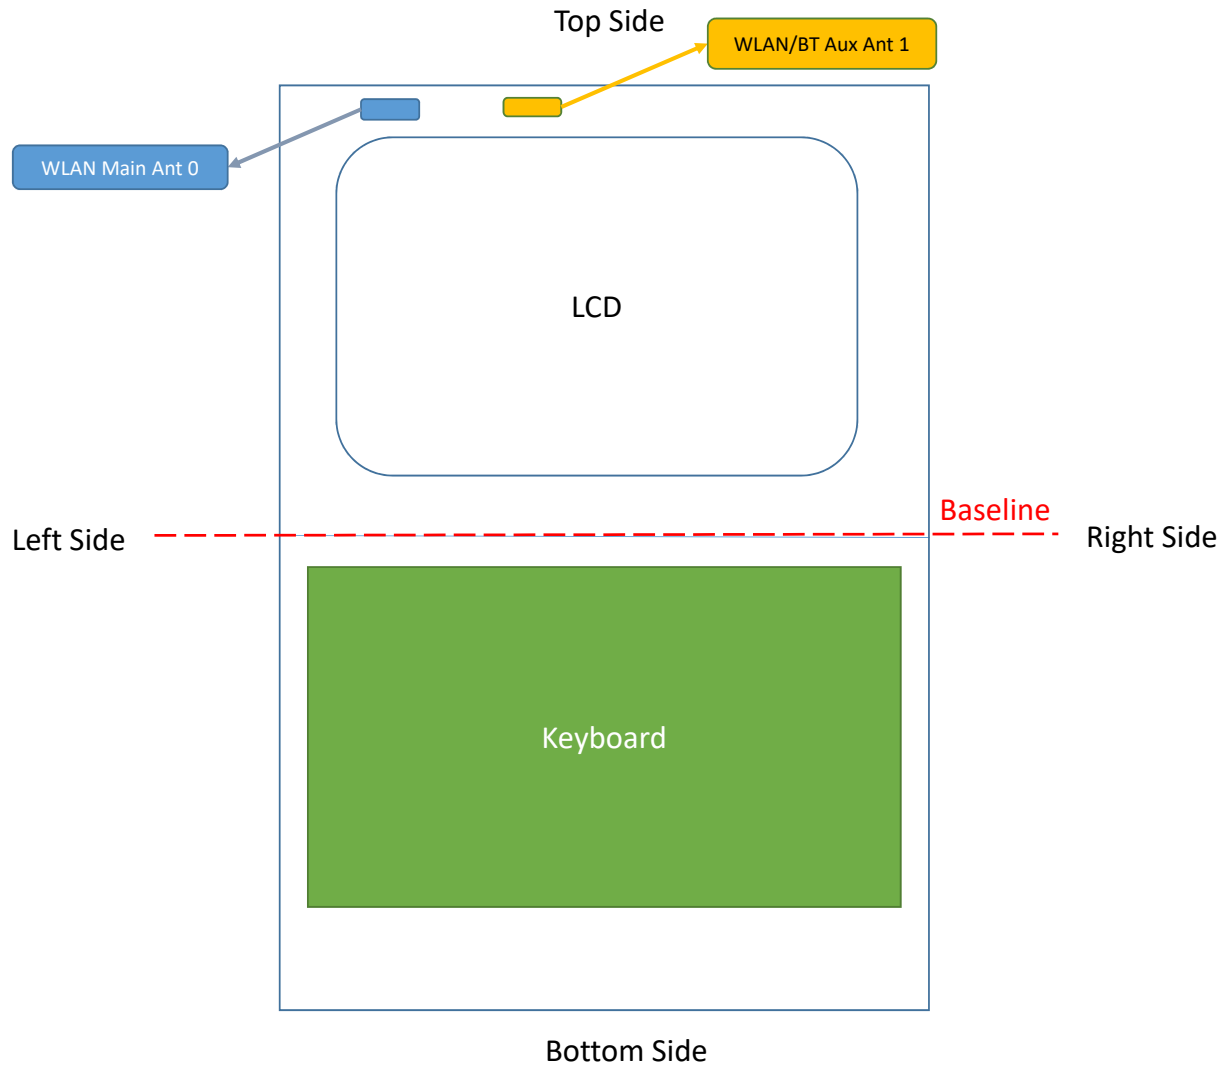 Top Side
WLAN/BT Aux Ant 1
WLAN Main Ant 0
LCD
Baseline
Left Side
Right Side
Keyboard
Bottom Side